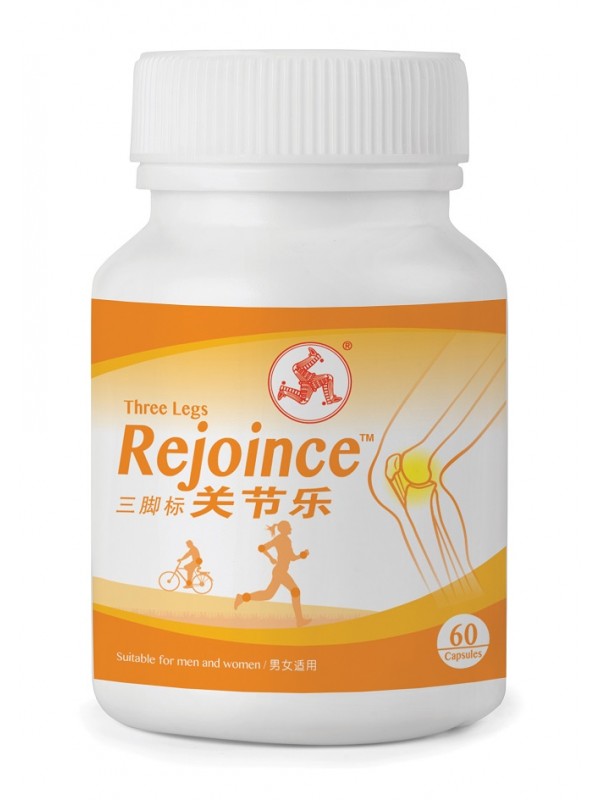 ®
Three Legs
Rejoince™
三脚标 关节乐
60
Capsules
Suitable for men and women / 男女适用